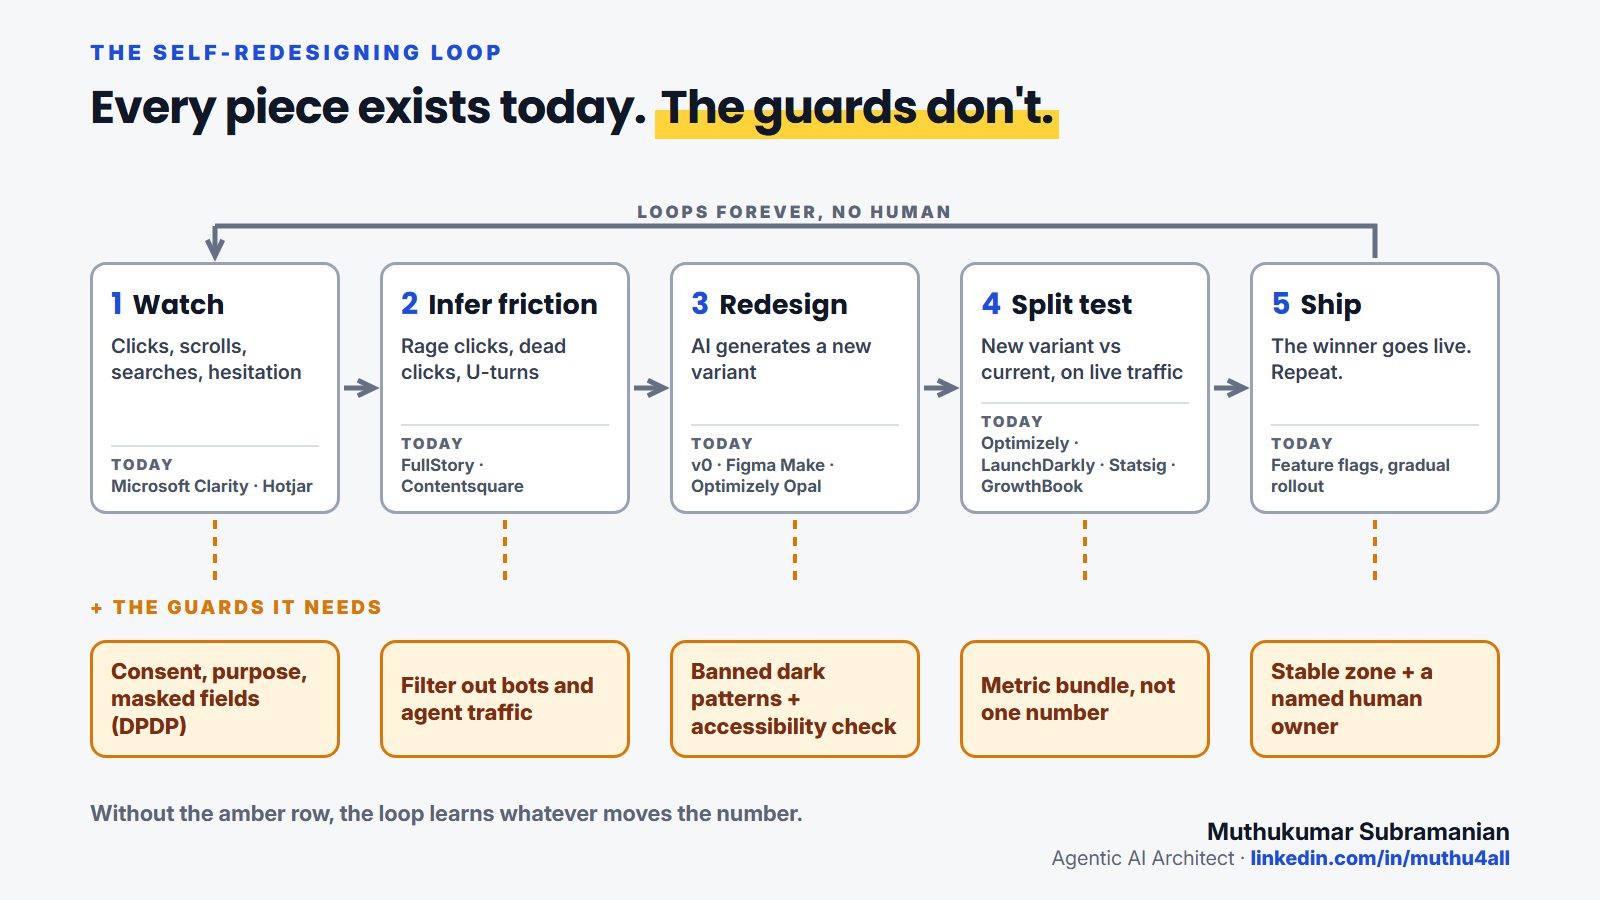 THE SELF-REDESIGNING LOOP
Every piece exists today. The guards don't.
LOOPS FOREVER, NO HUMAN
1 Watch
Clicks, scrolls,
searches, hesitation
TODAY
Microsoft Clarity · Hotjar
2 Infer friction
Rage clicks, dead
clicks, U-turns
TODAY
FullStory ·
Contentsquare
3 Redesign
AI generates a new
variant
TODAY
v0 · Figma Make ·
Optimizely Opal
4 Split test
New variant vs
current, on live traffic
TODAY
Optimizely ·
LaunchDarkly · Statsig ·
GrowthBook
5 Ship
The winner goes live.
Repeat.
TODAY
Feature flags, gradual
rollout
+ THE GUARDS IT NEEDS
Consent, purpose,
masked fields
(DPDP)
Filter out bots and
agent traffic
Banned dark
patterns +
accessibility check
Metric bundle, not
one number
Stable zone + a
named human
owner
Without the amber row, the loop learns whatever moves the number.
Muthukumar Subramanian
Agentic AI Architect · linkedin.com/in/muthu4all